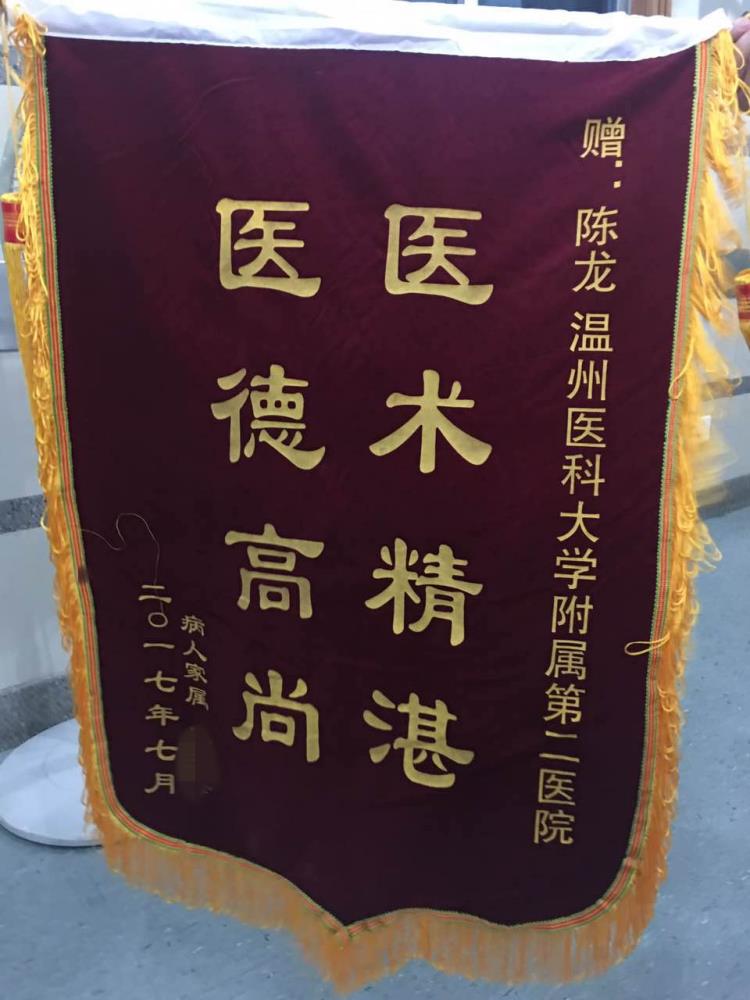 赠：陈龙 温州医科大学附属第二医院
医术精湛
医德高尚
病人家属
二〇一七年七月